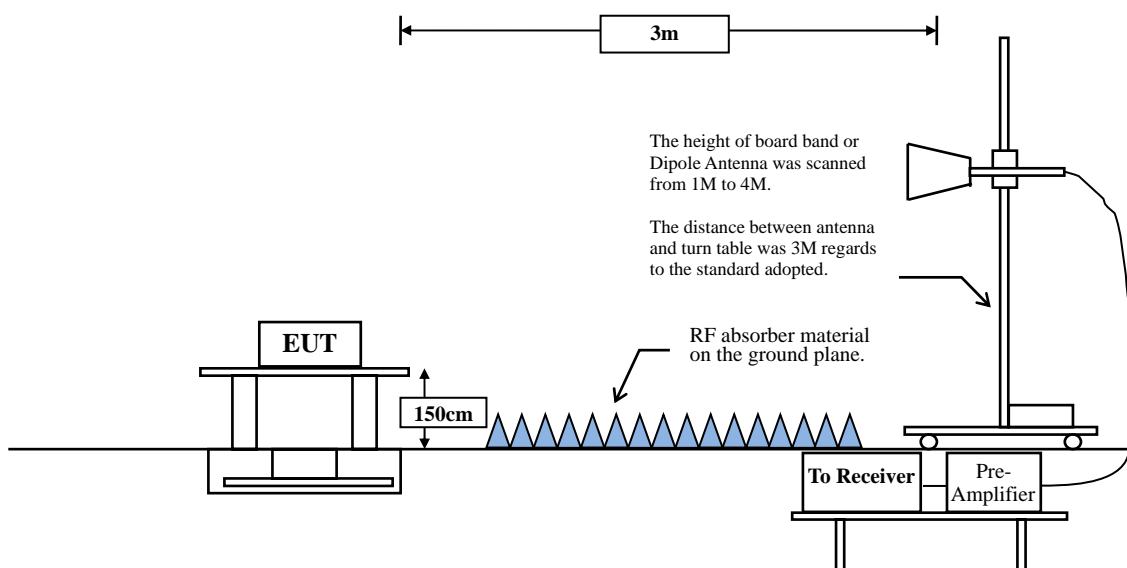 3m
The height of board band or
Dipole Antenna was scanned
from 1M to 4M.
The distance between antenna
and turn table was 3M regards
to the standard adopted.
EUT
RF absorber material
on the ground plane.
150cm
To Receiver
Pre-
Amplifier